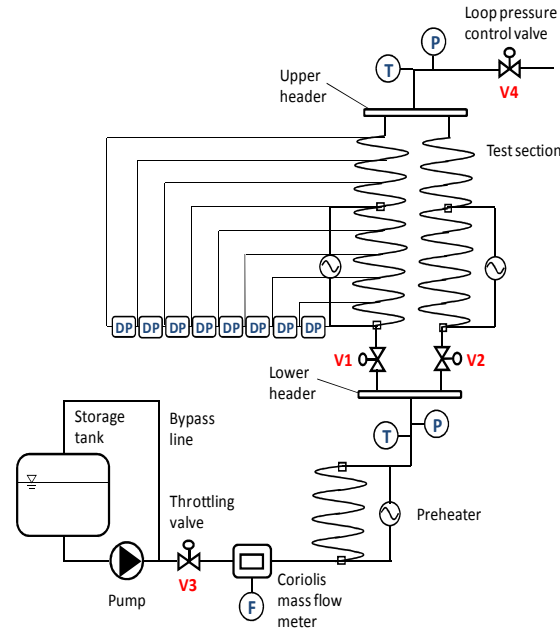 Loop pressure
control valve
P
T
V4
Upper
header
Test section
DP DP DP DP DP DP DP DP
V1
V2
Lower
header
T
P
Storage
tank
Bypass
line
Throttling
valve
Preheater
V3
Pump
Coriolis
mass flow
meter
F